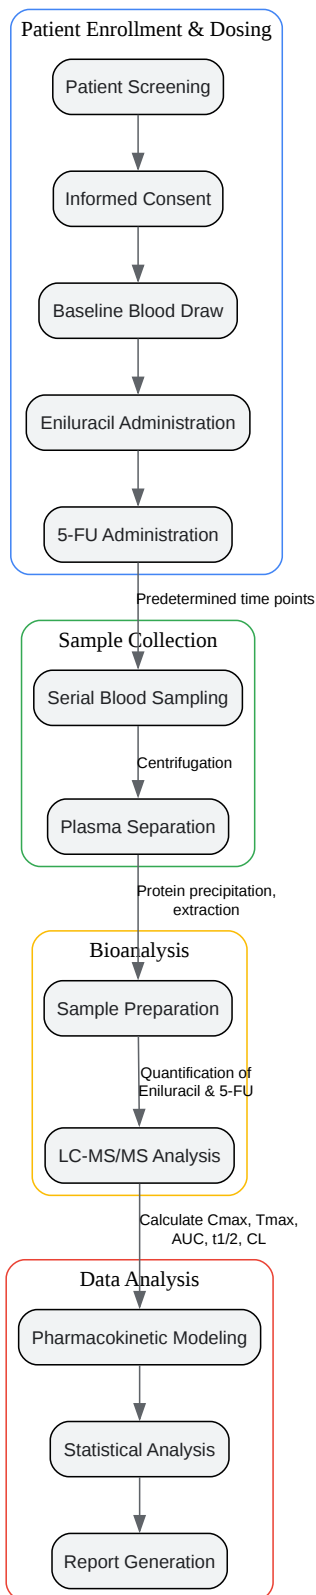 Patient Enrollment & Dosing
Patient Screening
Informed Consent
Baseline Blood Draw
Eniluracil Administration
5-FU Administration
Predetermined time points
Sample Collection
Serial Blood Sampling
Centrifugation
Plasma Separation
Protein precipitation,
extraction
Bioanalysis
Sample Preparation
Quantification of
Eniluracil & 5-FU
LC-MS/MS Analysis
Calculate Cmax, Tmax,
AUC, t1/2, CL
Data Analysis
Pharmacokinetic Modeling
Statistical Analysis
Report Generation